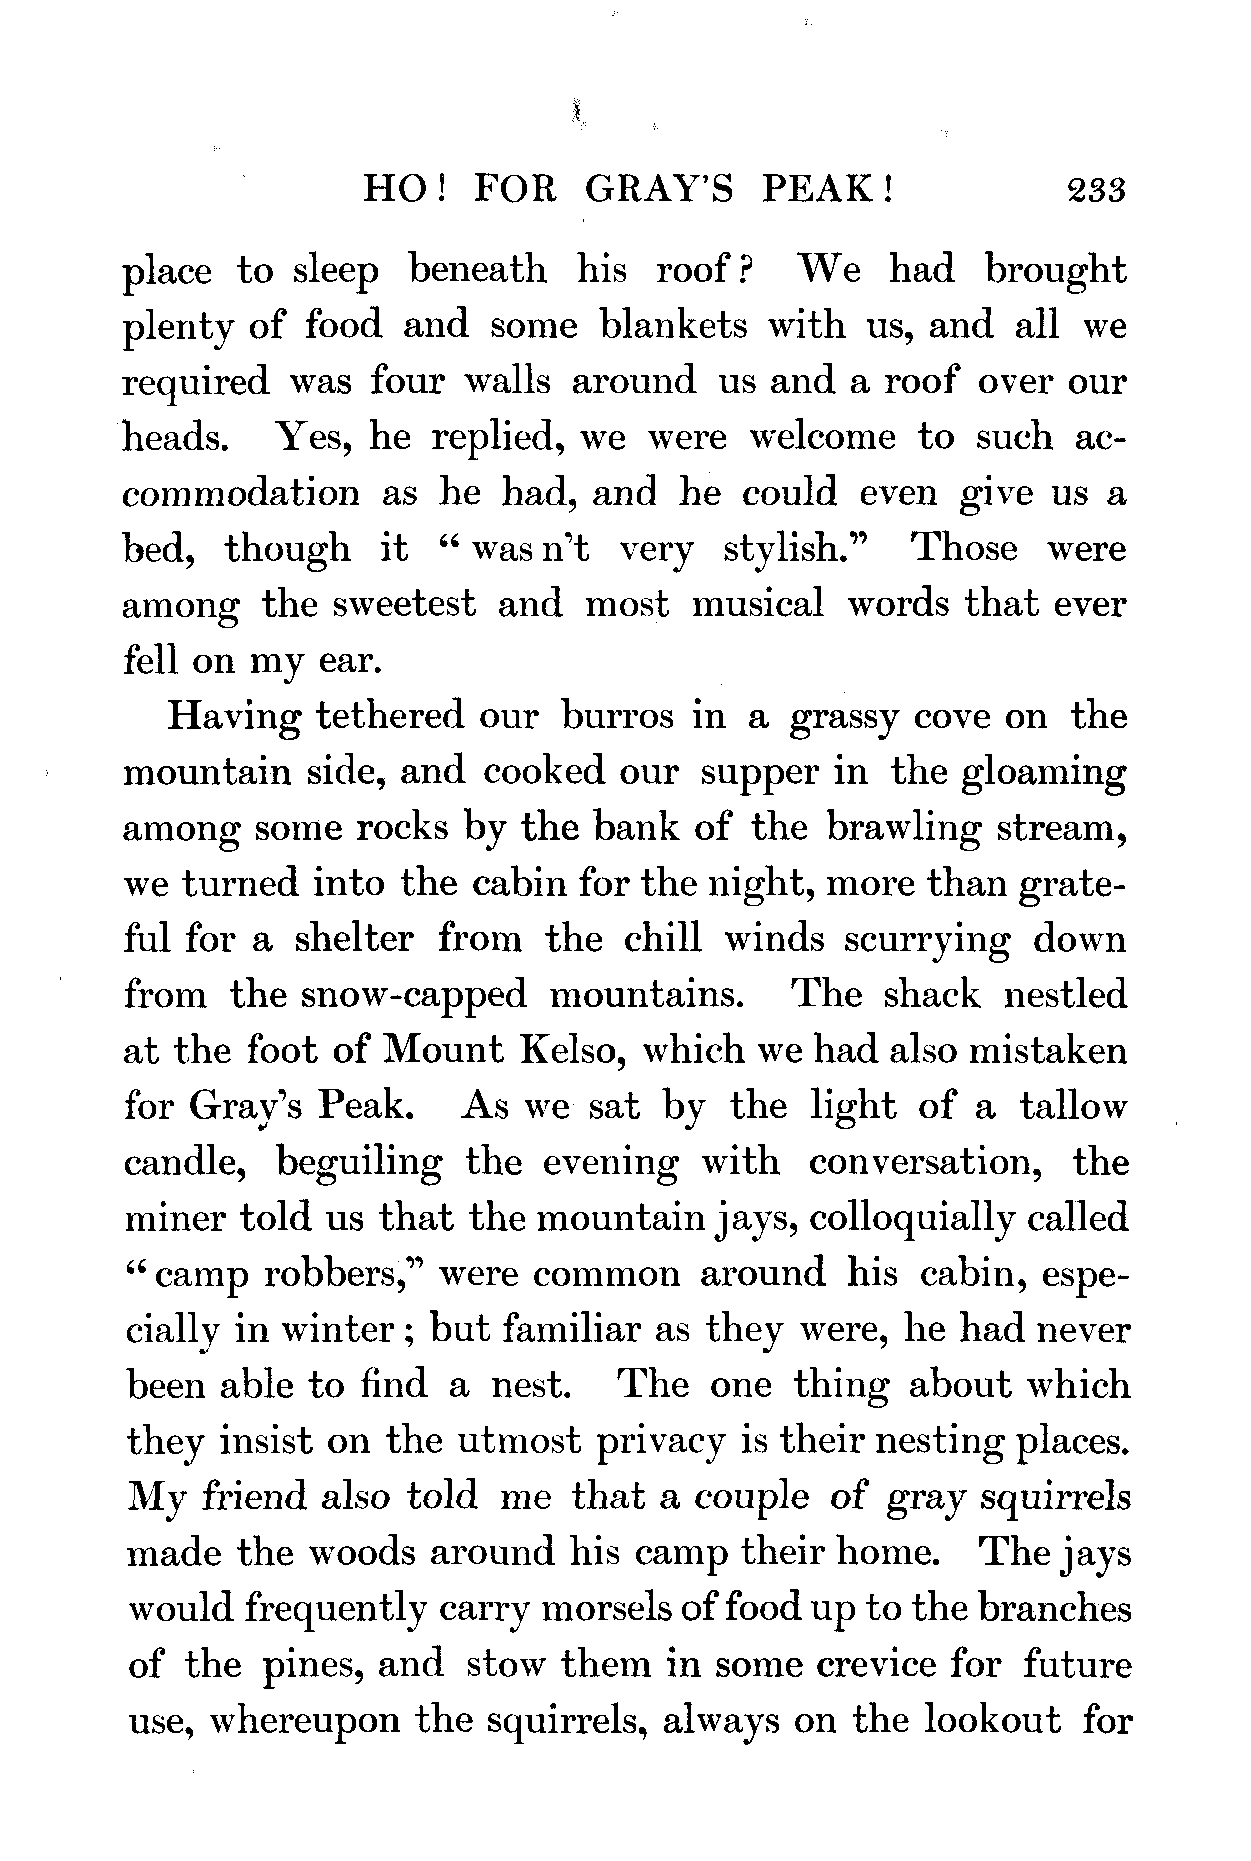 HO! FOR GRAY'S PEAK! 233
place to sleep beneath his roof? We had brought
plenty of food and some blankets with us, and all we
required was four walls around us and a roof over our
heads. Yes, he replied, we were welcome to such ac-
commodation as he had, and he could even give us a
bed, though it "was n't very stylish." Those were
among the sweetest and most musical words that ever
fell on my ear.
Having tethered our burros in a grassy cove on the
mountain side, and cooked our supper in the gloaming
among some rocks by the bank of the brawling stream,
we turned into the cabin for the night, more than grate-
ful for a shelter from the chill winds scurrying down
from the snow-capped mountains. The shack nestled
at the foot of Mount Kelso, which we had also mistaken
for Gray's Peak. As we sat by the light of a tallow
candle, beguiling the evening with conversation, the
miner told us that the mountain jays, colloquially called
"camp robbers," were common around his cabin, espe-
cially in winter; but familiar as they were, he had never
been able to find a nest. The one thing about which
they insist on the utmost privacy is their nesting places.
My friend also told me that a couple of gray squirrels
made the woods around his camp their home. The jays
would frequently carry morsels of food up to the branches
of the pines, and stow them in some crevice for future
use, whereupon the squirrels, always on the lookout for